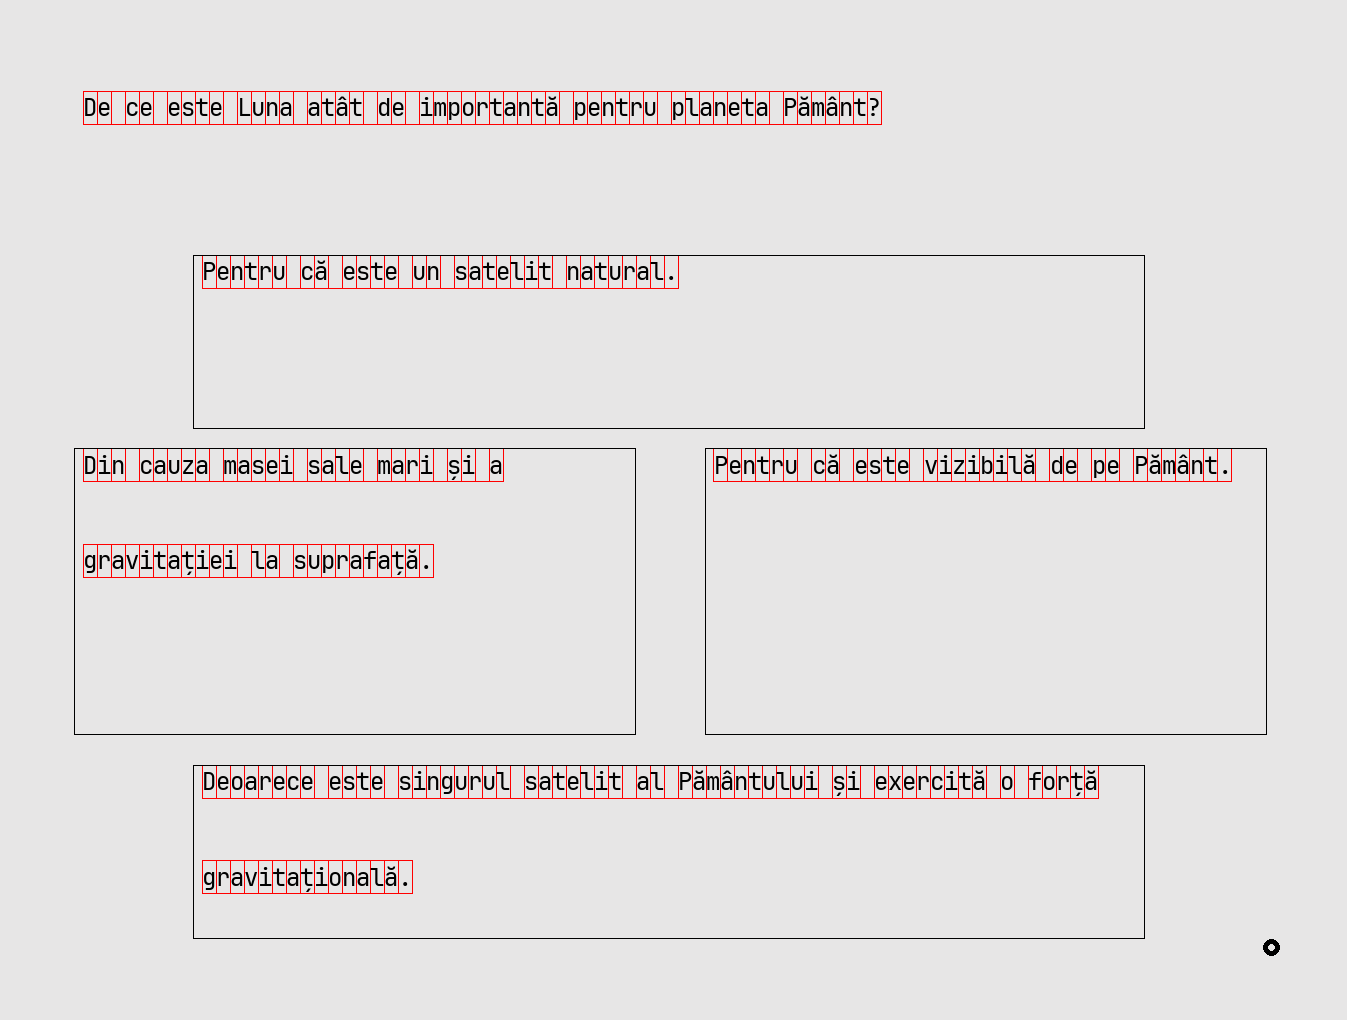 De ce este Luna atât de importantă pentru planeta Pământ?
Pentru că este un satelit natural.
Din cauza masei sale mari și a
gravitației la suprafață.
Pentru că este vizibilă de pe Pământ.
Deoarece este singurul satelit al Pământului și exercită o forță
gravitațională.